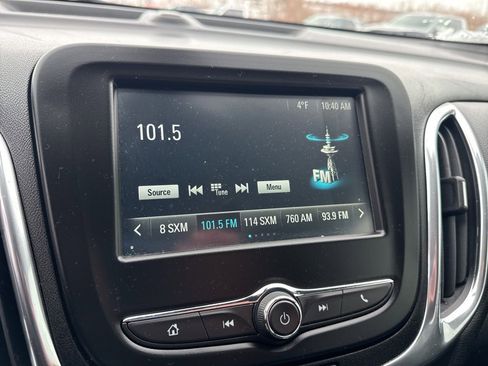 4°F 10:40 AM
101.5
FM
Source Tune Menu
8 SXM 101.5 FM 114 SXM 760 AM 93.9 FM